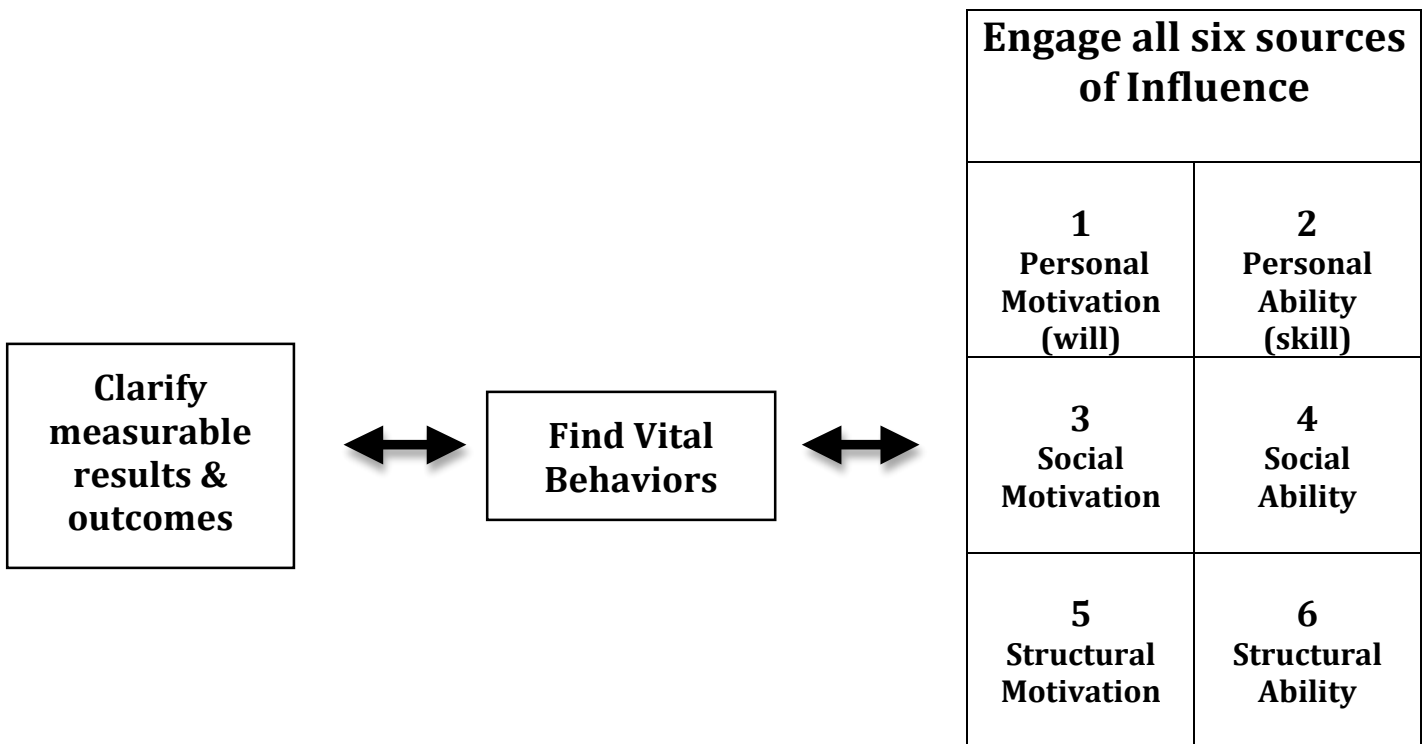 Clarify
measurable
results &
outcomes
Find Vital
Behaviors
Engage all six sources
of Influence
1
Personal
Motivation
(will)
2
Personal
Ability
(skill)
3
Social
Motivation
4
Social
Ability
5
Structural
Motivation
6
Structural
Ability